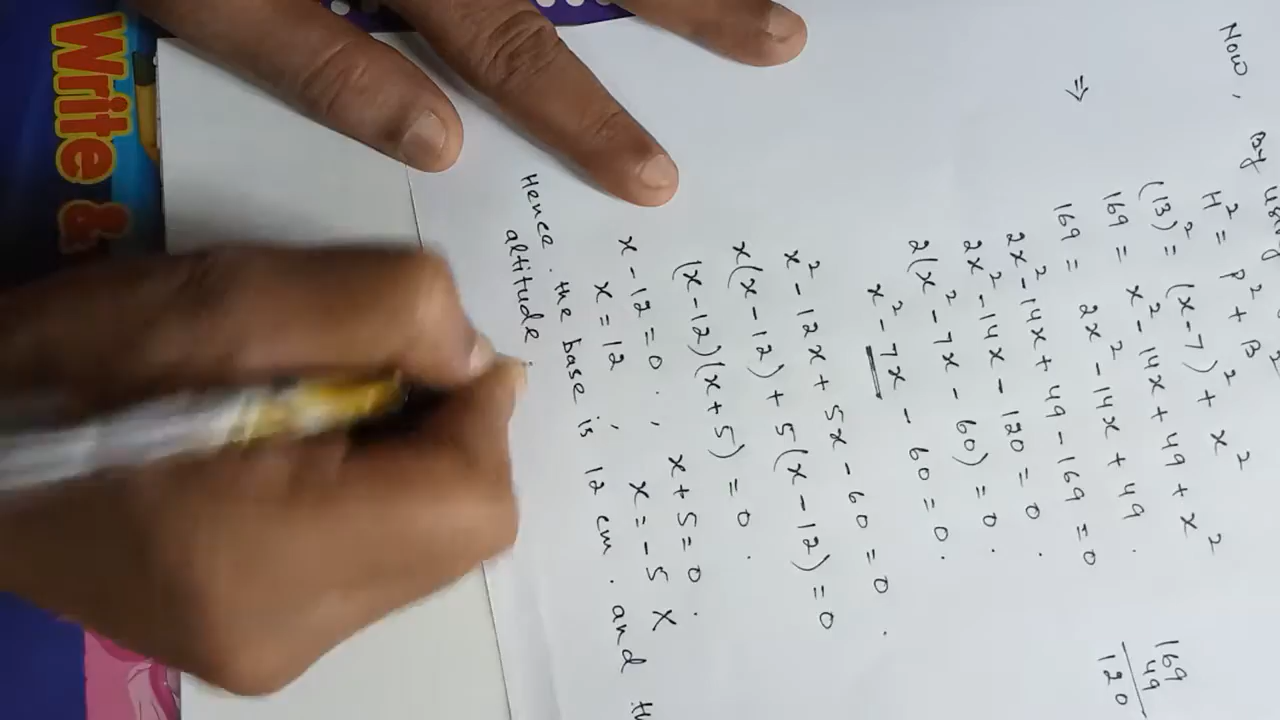 Now, By using
H² = P² + B²
⇒ (13)² = (x-7)² + x²
169 = x² - 14x + 49 + x²
169 = 2x² - 14x + 49.
2x² - 14x + 49 - 169 = 0
2x² - 14x - 120 = 0.
2(x² - 7x - 60) = 0.
x² - 7x - 60 = 0.
x² - 12x + 5x - 60 = 0.
x(x - 12) + 5(x - 12) = 0
(x - 12)(x + 5) = 0.
x - 12 = 0. , x + 5 = 0.
x = 12 , x = -5 X
Hence. the base is 12 cm. and
altitude.
169
49
120
Write &